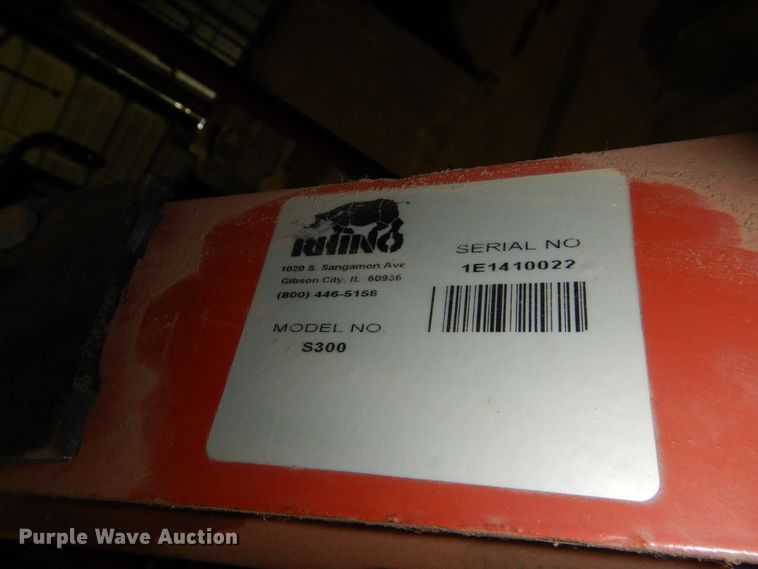 RHINO
1020 S. Sangamon Ave
Gibson City, IL 60936
(800) 446-5158
MODEL NO
S300
SERIAL NO
1E1410022
Purple Wave Auction